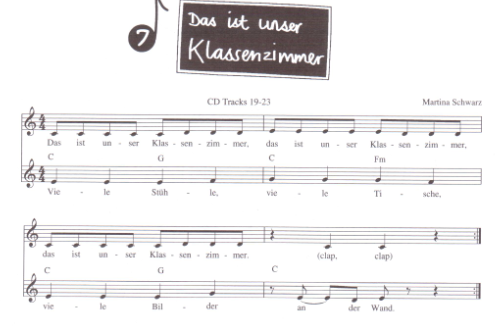 7
Das ist unser
Klassenzimmer
CD Tracks 19-23
Martina Schwarz
Das ist un - ser Klas - sen - zim - mer, das ist un - ser Klas - sen - zim - mer,
C G C Fm
Vie - le Stüh - le, vie - le Ti - sche,
das ist un - ser Klas - sen - zim - mer. (clap, clap)
C G C
vie - le Bil - der an der Wand.